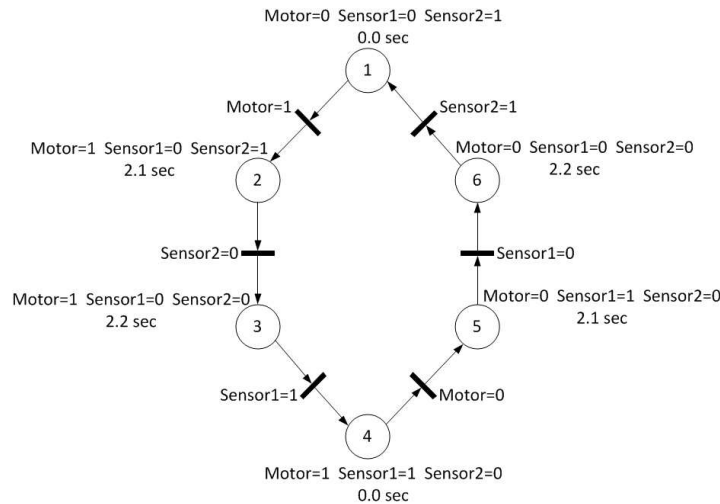 Motor=0 Sensor1=0 Sensor2=1
0.0 sec
1
Motor=1
Sensor2=1
Motor=1 Sensor1=0 Sensor2=1
2.1 sec
2
Motor=0 Sensor1=0 Sensor2=0
2.2 sec
6
Sensor2=0
Sensor1=0
Motor=1 Sensor1=0 Sensor2=0
2.2 sec
3
Motor=0 Sensor1=1 Sensor2=0
2.1 sec
5
Sensor1=1
Motor=0
4
Motor=1 Sensor1=1 Sensor2=0
0.0 sec